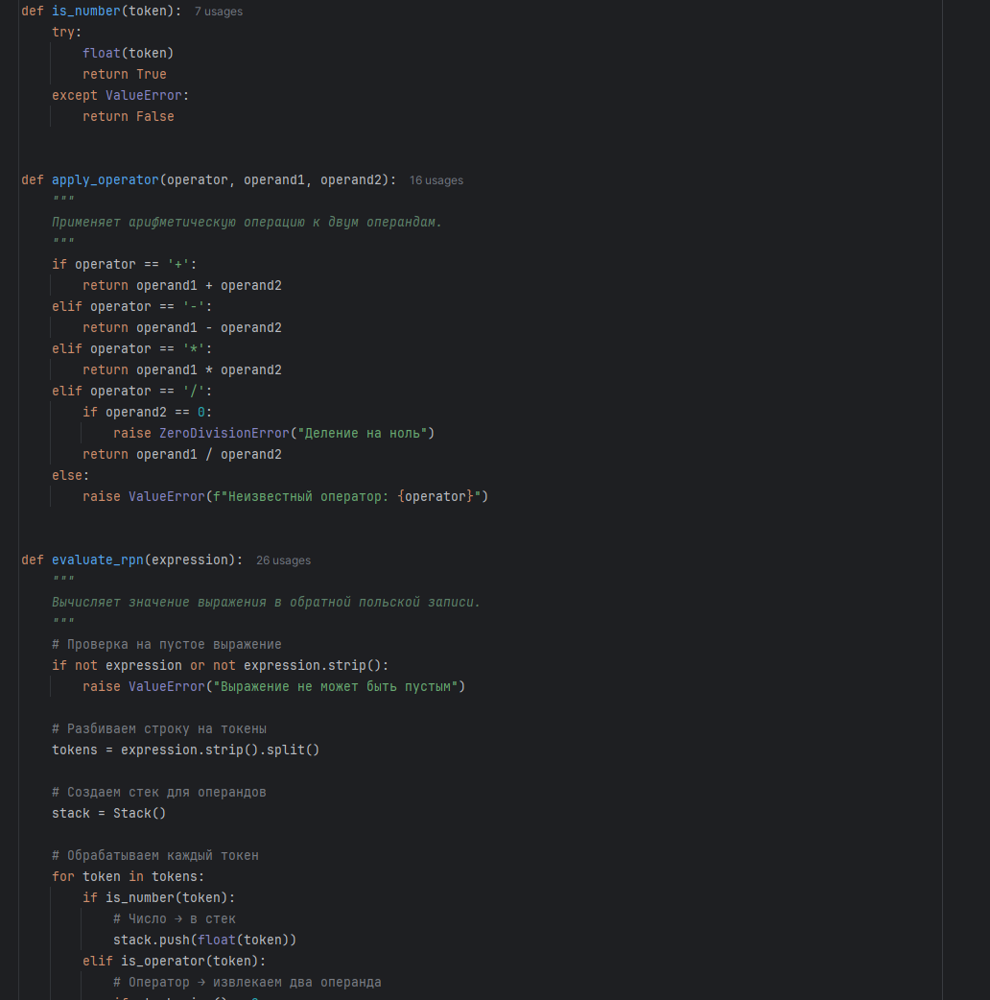 def is_number(token): 7 usages
    try:
        float(token)
        return True
    except ValueError:
        return False
def apply_operator(operator, operand1, operand2): 16 usages
    """
    Применяет арифметическую операцию к двум операндам.
    """
    if operator == '+':
        return operand1 + operand2
    elif operator == '-':
        return operand1 - operand2
    elif operator == '*':
        return operand1 * operand2
    elif operator == '/':
        if operand2 == 0:
            raise ZeroDivisionError("Деление на ноль")
        return operand1 / operand2
    else:
        raise ValueError(f"Неизвестный оператор: {operator}")
def evaluate_rpn(expression): 26 usages
    """
    Вычисляет значение выражения в обратной польской записи.
    """
    # Проверка на пустое выражение
    if not expression or not expression.strip():
        raise ValueError("Выражение не может быть пустым")
    # Разбиваем строку на токены
    tokens = expression.strip().split()
    # Создаем стек для операндов
    stack = Stack()
    # Обрабатываем каждый токен
    for token in tokens:
        if is_number(token):
            # Число → в стек
            stack.push(float(token))
        elif is_operator(token):
            # Оператор → извлекаем два операнда